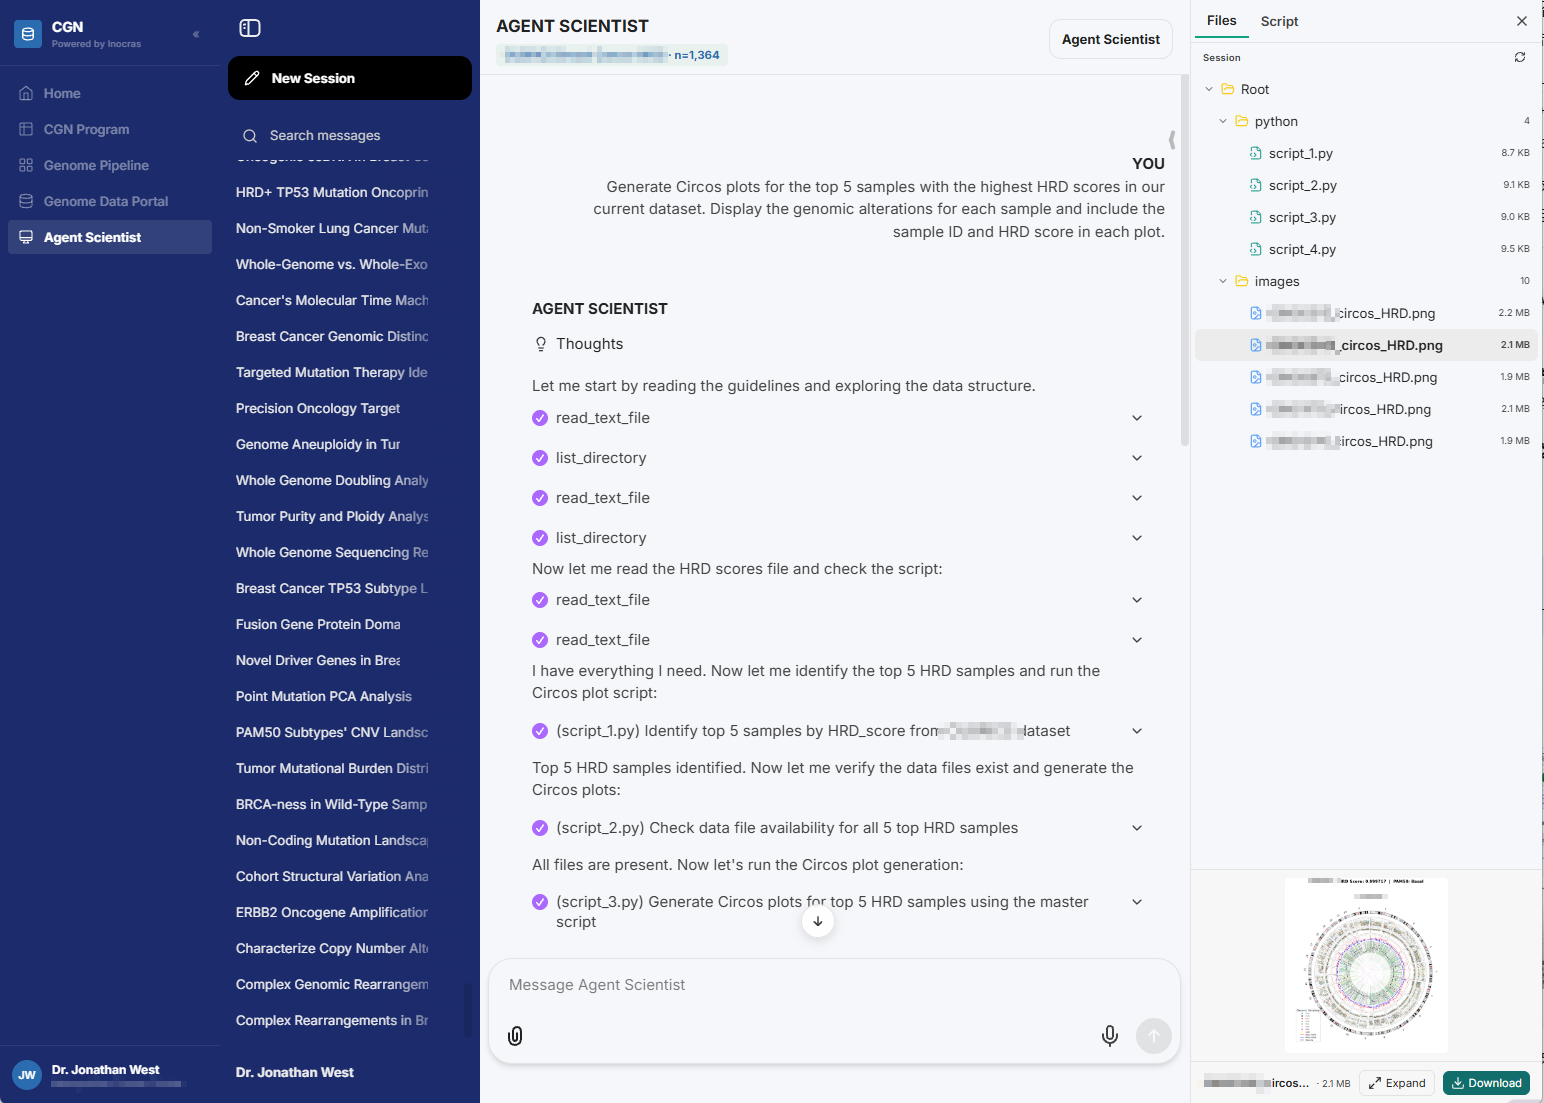 CGN
Powered by Inocras
«
Home
CGN Program
Genome Pipeline
Genome Data Portal
Agent Scientist
JW
Dr. Jonathan West
New Session
Search messages
HRD+ TP53 Mutation Oncoprin
Non-Smoker Lung Cancer Muta
Whole-Genome vs. Whole-Exo
Cancer's Molecular Time Mach
Breast Cancer Genomic Distinc
Targeted Mutation Therapy Ide
Precision Oncology Target
Genome Aneuploidy in Tur
Whole Genome Doubling Analy
Tumor Purity and Ploidy Analys
Whole Genome Sequencing Re
Breast Cancer TP53 Subtype L
Fusion Gene Protein Doma
Novel Driver Genes in Brea
Point Mutation PCA Analysis
PAM50 Subtypes' CNV Landsc
Tumor Mutational Burden Distri
BRCA-ness in Wild-Type Samp
Non-Coding Mutation Landscap
Cohort Structural Variation Ana
ERBB2 Oncogene Amplification
Characterize Copy Number Alte
Complex Genomic Rearrangem
Complex Rearrangements in Br
Dr. Jonathan West
AGENT SCIENTIST
· n=1,364
Agent Scientist
YOU
Generate Circos plots for the top 5 samples with the highest HRD scores in our
current dataset. Display the genomic alterations for each sample and include the
sample ID and HRD score in each plot.
AGENT SCIENTIST
Thoughts
Let me start by reading the guidelines and exploring the data structure.
read_text_file
list_directory
read_text_file
list_directory
Now let me read the HRD scores file and check the script:
read_text_file
read_text_file
I have everything I need. Now let me identify the top 5 HRD samples and run the
Circos plot script:
(script_1.py) Identify top 5 samples by HRD_score from dataset
Top 5 HRD samples identified. Now let me verify the data files exist and generate the
Circos plots:
(script_2.py) Check data file availability for all 5 top HRD samples
All files are present. Now let's run the Circos plot generation:
(script_3.py) Generate Circos plots for top 5 HRD samples using the master
script
Message Agent Scientist
Files Script
Session
Root
python 4
script_1.py 8.7 KB
script_2.py 9.1 KB
script_3.py 9.0 KB
script_4.py 9.5 KB
images 10
circos_HRD.png 2.2 MB
_circos_HRD.png 2.1 MB
circos_HRD.png 1.9 MB
ircos_HRD.png 2.1 MB
ircos_HRD.png 1.9 MB
RD Score: 0.999717 | PAM50: Basal
ircos... · 2.1 MB Expand Download